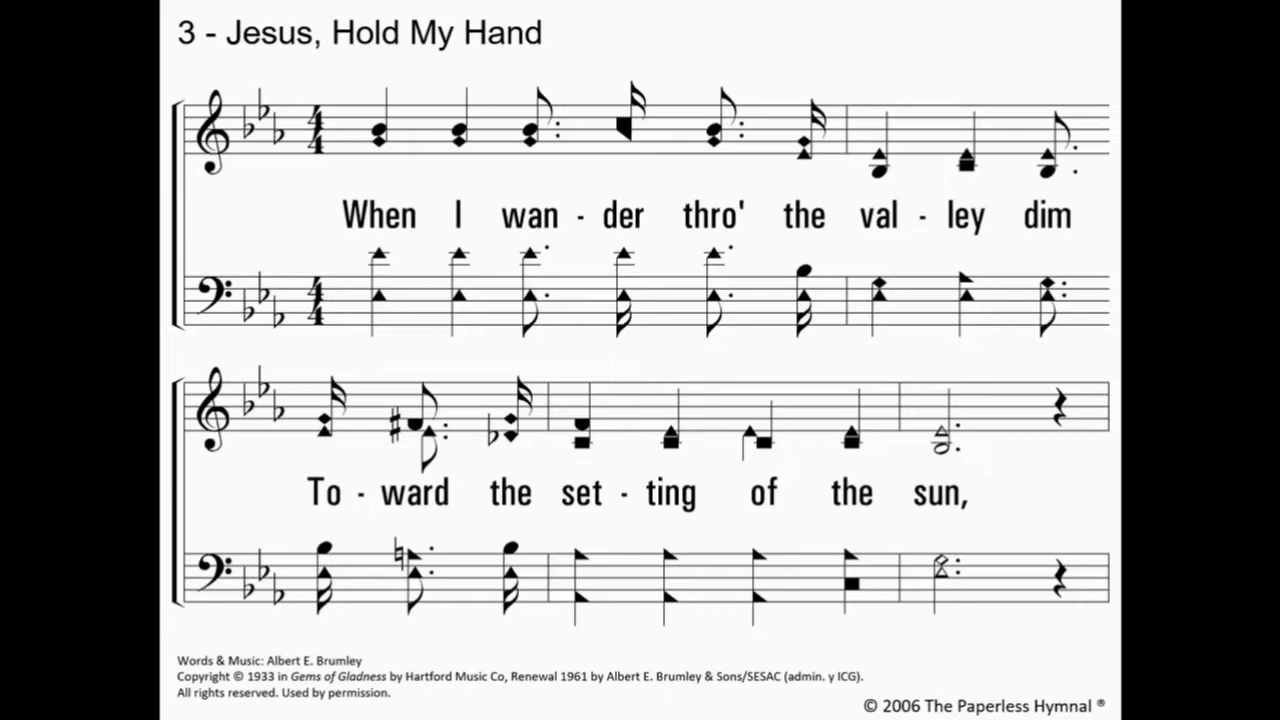 3 - Jesus, Hold My Hand
When I wan - der thro' the val - ley dim
To - ward the set - ting of the sun,
Words & Music: Albert E. Brumley
Copyright © 1933 in Gems of Gladness by Hartford Music Co, Renewal 1961 by Albert E. Brumley & Sons/SESAC (admin. y ICG).
All rights reserved. Used by permission.
© 2006 The Paperless Hymnal ®